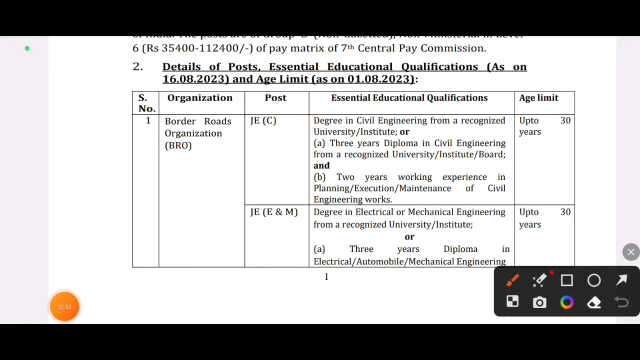 6 (Rs 35400-112400/-) of pay matrix of 7th Central Pay Commission.
2. Details of Posts, Essential Educational Qualifications (As on
16.08.2023) and Age Limit (as on 01.08.2023):
S. No. Organization Post Essential Educational Qualifications Age limit
1 Border Roads Organization (BRO) JE (C) Degree in Civil Engineering from a recognized Upto 30
University/Institute; or years
(a) Three Years Diploma in Civil Engineering
from a recognized University/Institute/Board;
and
(b) Two years working experience in
Planning/Execution/Maintenance of Civil
Engineering works.
JE (E & M) Degree in Electrical or Mechanical Engineering Upto 30
from a recognized University/Institute; years
or
(a) Three years Diploma in
Electrical/Automobile/Mechanical Engineering
1